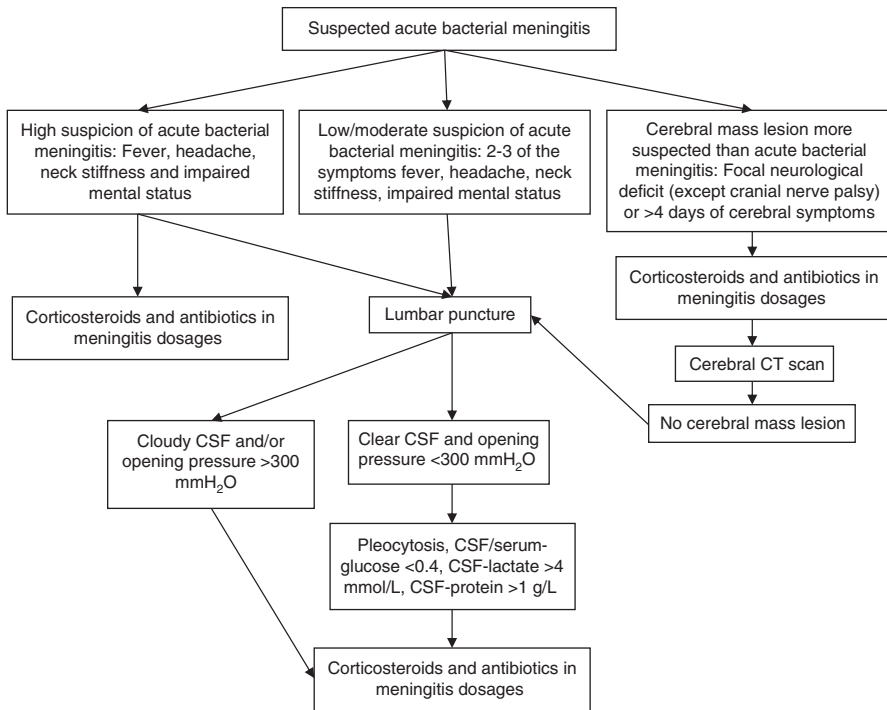 Suspected acute bacterial meningitis
High suspicion of acute bacterial
meningitis: Fever, headache,
neck stiffness and impaired
mental status
Low/moderate suspicion of acute
bacterial meningitis: 2-3 of the
symptoms fever, headache, neck
stiffness, impaired mental status
Cerebral mass lesion more
suspected than acute bacterial
meningitis: Focal neurological
deficit (except cranial nerve palsy)
or >4 days of cerebral symptoms
Corticosteroids and antibiotics in
meningitis dosages
Lumbar puncture
Corticosteroids and antibiotics in
meningitis dosages
Cerebral CT scan
No cerebral mass lesion
Cloudy CSF and/or
opening pressure >300
mmH₂O
Clear CSF and opening
pressure <300 mmH₂O
Pleocytosis, CSF/serum-
glucose <0.4, CSF-lactate >4
mmol/L, CSF-protein >1 g/L
Corticosteroids and antibiotics in
meningitis dosages